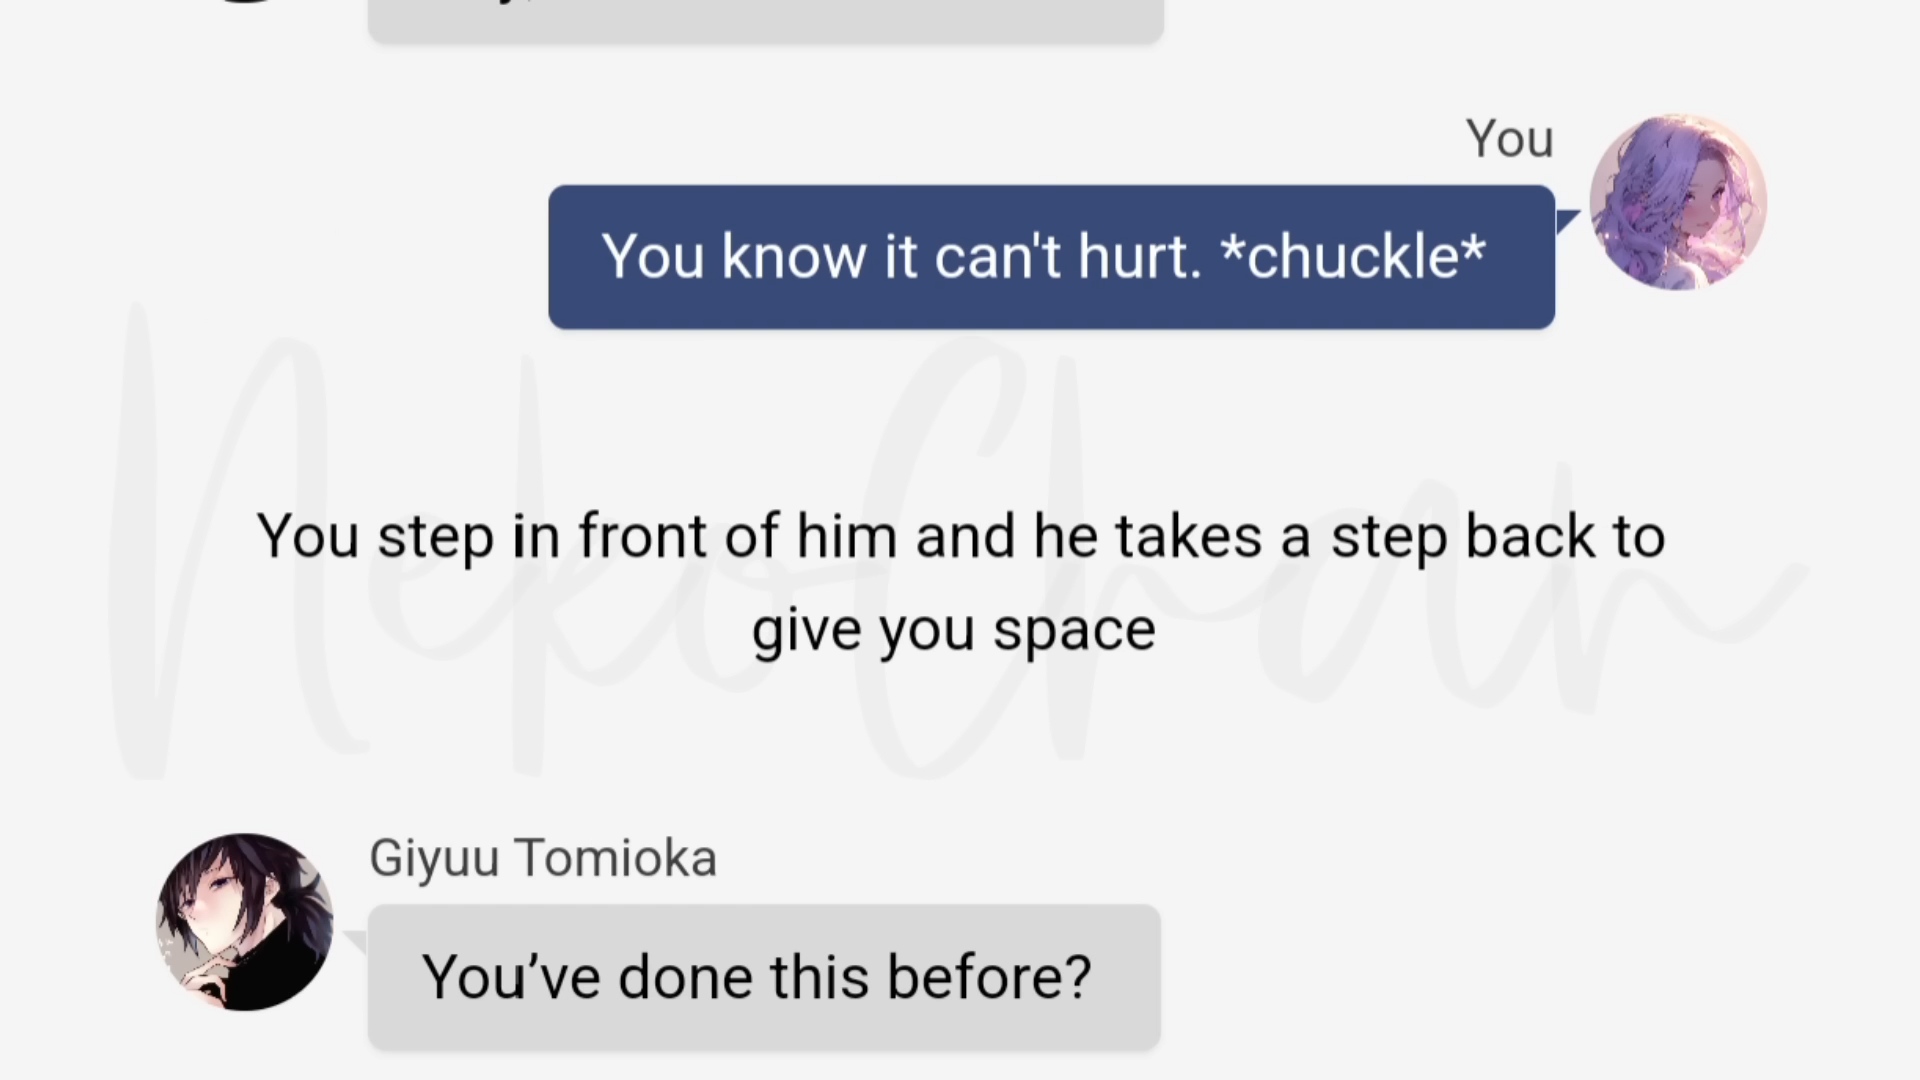 You
You know it can't hurt. *chuckle*
NekoChan
You step in front of him and he takes a step back to
give you space
Giyuu Tomioka
You’ve done this before?